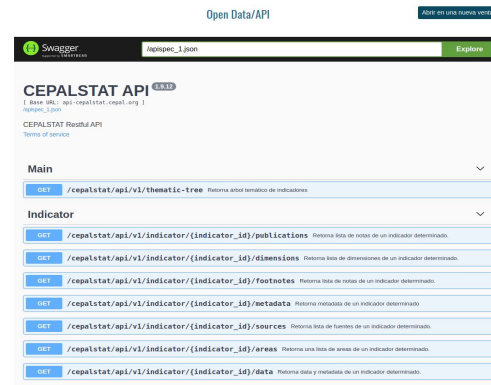 Open Data/API
Abrir en una nueva
Swagger
Supported by SMARTBEAR
/apispec_1.json
Explore
CEPALSTAT API 1.9.12
[ Base URL: api-cepalstat.cepal.org ]
/apispec_1.json
CEPALSTAT Restful API
Terms of service
Main
GET /cepalstat/api/v1/thematic-tree Retorna árbol temático de indicadores
Indicator
GET /cepalstat/api/v1/indicator/{indicator_id}/publications Retorna lista de notas de un indicador determinado.
GET /cepalstat/api/v1/indicator/{indicator_id}/dimensions Retorna lista de dimensiones de un indicador determinado.
GET /cepalstat/api/v1/indicator/{indicator_id}/footnotes Retorna lista de notas de un indicador determinado.
GET /cepalstat/api/v1/indicator/{indicator_id}/metadata Retorna metadata de un indicador determinado
GET /cepalstat/api/v1/indicator/{indicator_id}/sources Retorna lista de fuentes de un indicador determinado.
GET /cepalstat/api/v1/indicator/{indicator_id}/areas Retorna una lista de areas de un indicador determinado.
GET /cepalstat/api/v1/indicator/{indicator_id}/data Retorna data y metadata de un indicador determinado.